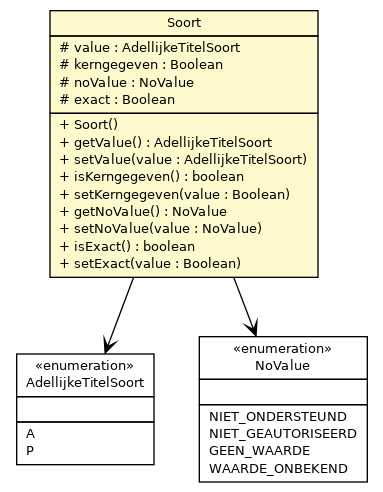 Soort
# value : AdellijkeTitelSoort
# kerngegeven : Boolean
# noValue : NoValue
# exact : Boolean
+ Soort()
+ getValue() : AdellijkeTitelSoort
+ setValue(value : AdellijkeTitelSoort)
+ isKerngegeven() : boolean
+ setKerngegeven(value : Boolean)
+ getNoValue() : NoValue
+ setNoValue(value : NoValue)
+ isExact() : boolean
+ setExact(value : Boolean)
«enumeration»
AdellijkeTitelSoort
A
P
«enumeration»
NoValue
NIET_ONDERSTEUND
NIET_GEAUTORISEERD
GEEN_WAARDE
WAARDE_ONBEKEND